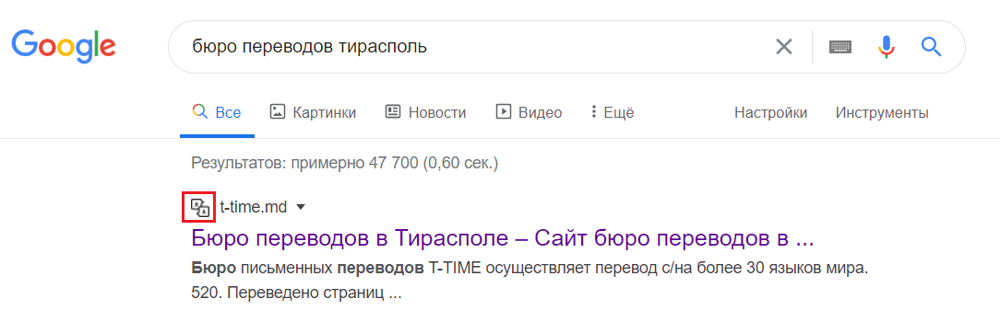 Google
бюро переводов тирасполь
Все Картинки Новости Видео Ещё Настройки Инструменты
Результатов: примерно 47 700 (0,60 сек.)
t-time.md
Бюро переводов в Тирасполе – Сайт бюро переводов в ...
Бюро письменных переводов T-TIME осуществляет перевод с/на более 30 языков мира.
520. Переведено страниц ...